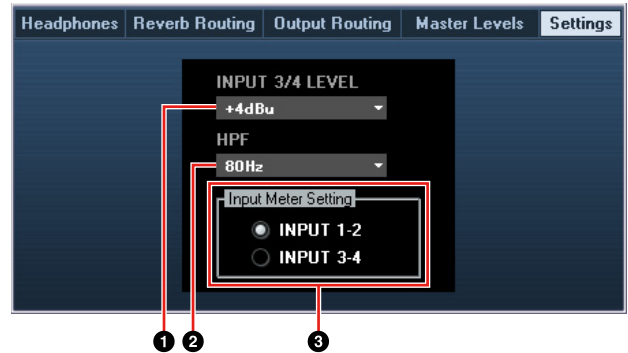 Headphones Reverb Routing Output Routing Master Levels Settings
INPUT 3/4 LEVEL
+4dBu
HPF
80Hz
Input Meter Setting
INPUT 1-2
INPUT 3-4
1 2 3